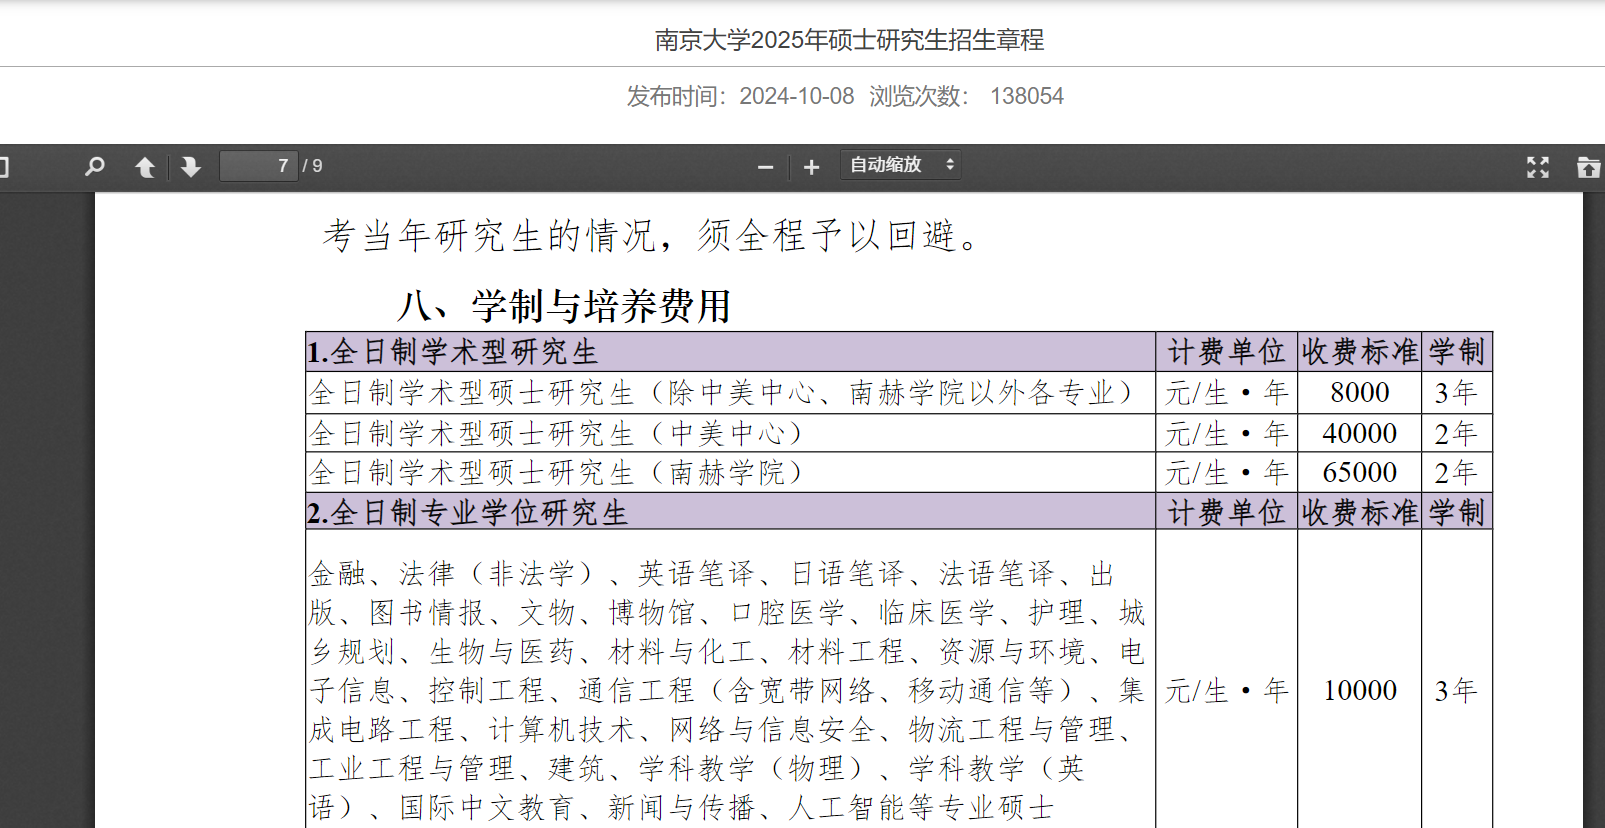 南京大学2025年硕士研究生招生章程
发布时间：2024-10-08 浏览次数： 138054
7 / 9
自动缩放
考当年研究生的情况，须全程予以回避。
八、学制与培养费用
1.全日制学术型研究生 计费单位 收费标准 学制
全日制学术型硕士研究生（除中美中心、南赫学院以外各专业） 元/生·年 8000 3年
全日制学术型硕士研究生（中美中心） 元/生·年 40000 2年
全日制学术型硕士研究生（南赫学院） 元/生·年 65000 2年
2.全日制专业学位研究生 计费单位 收费标准 学制
金融、法律（非法学）、英语笔译、日语笔译、法语笔译、出
版、图书情报、文物、博物馆、口腔医学、临床医学、护理、城
乡规划、生物与医药、材料与化工、材料工程、资源与环境、电
子信息、控制工程、通信工程（含宽带网络、移动通信等）、集 元/生·年 10000 3年
成电路工程、计算机技术、网络与信息安全、物流工程与管理、
工业工程与管理、建筑、学科教学（物理）、学科教学（英
语）、国际中文教育、新闻与传播、人工智能等专业硕士